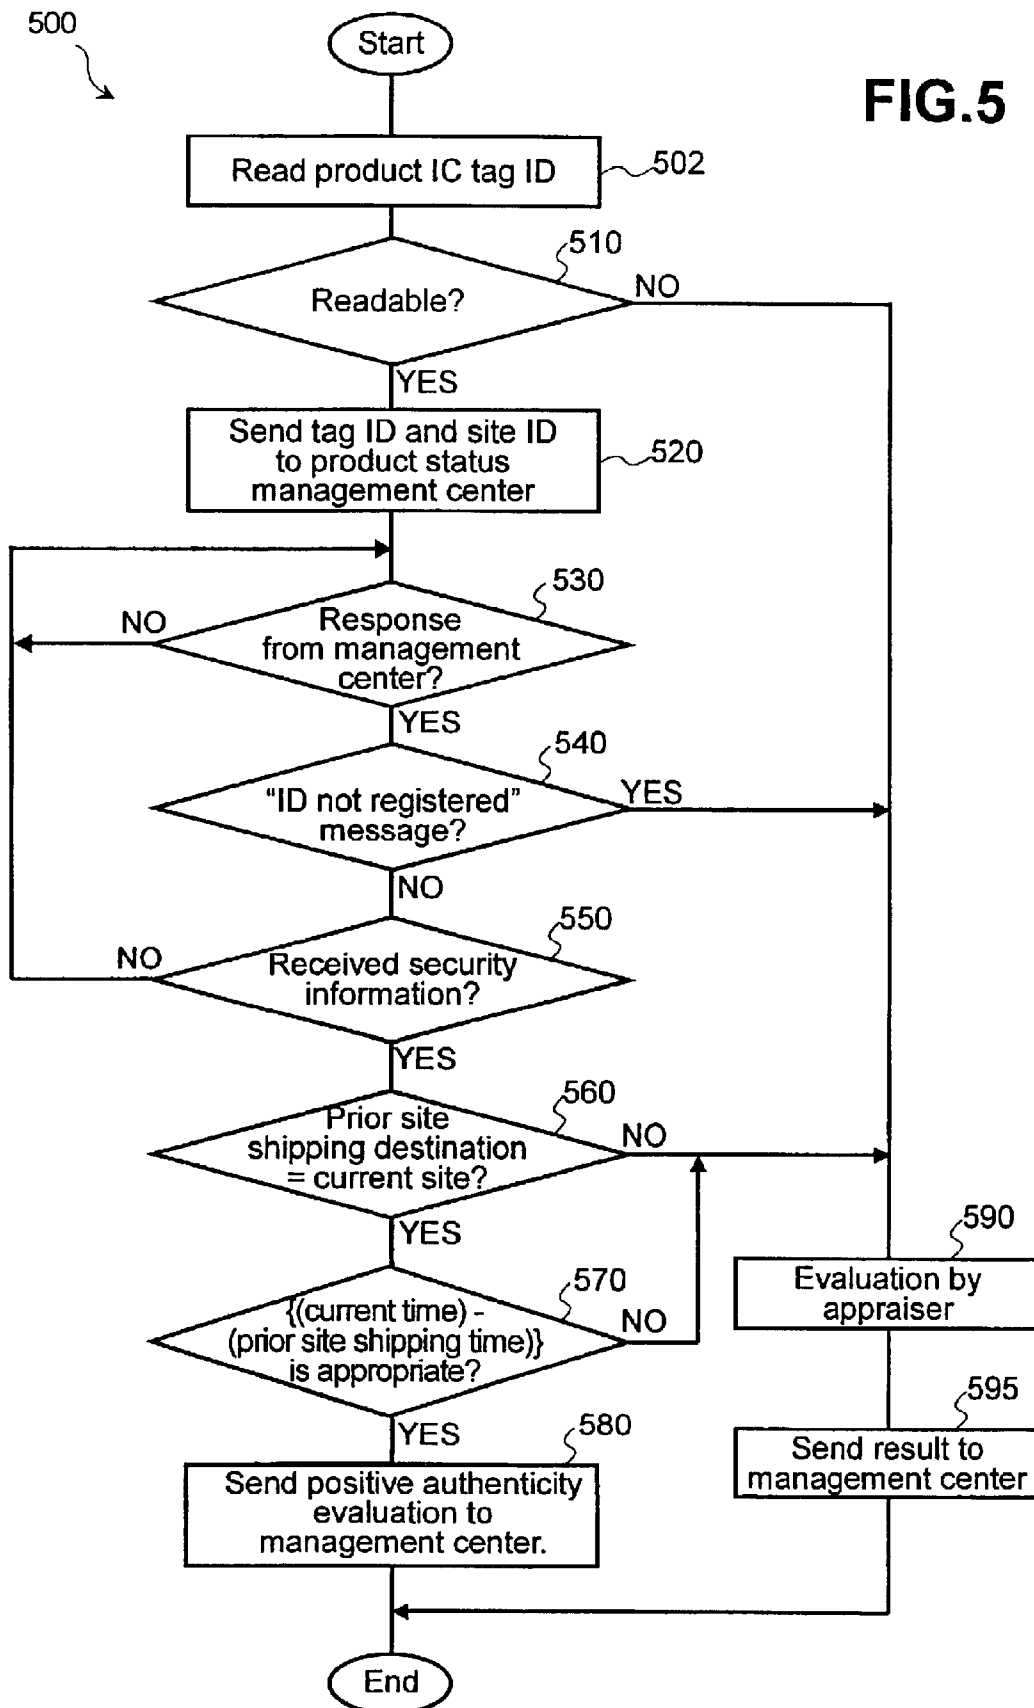 500
Start
FIG.5
Read product IC tag ID
502
510
Readable?
NO
YES
Send tag ID and site ID
to product status
management center
520
530
NO
Response
from management
center?
YES
540
"ID not registered"
message?
YES
NO
550
NO
Received security
information?
YES
560
Prior site
shipping destination
= current site?
NO
YES
570
{(current time) -
(prior site shipping time)}
is appropriate?
NO
590
Evaluation by
appraiser
YES
580
Send positive authenticity
evaluation to
management center.
595
Send result to
management center
End